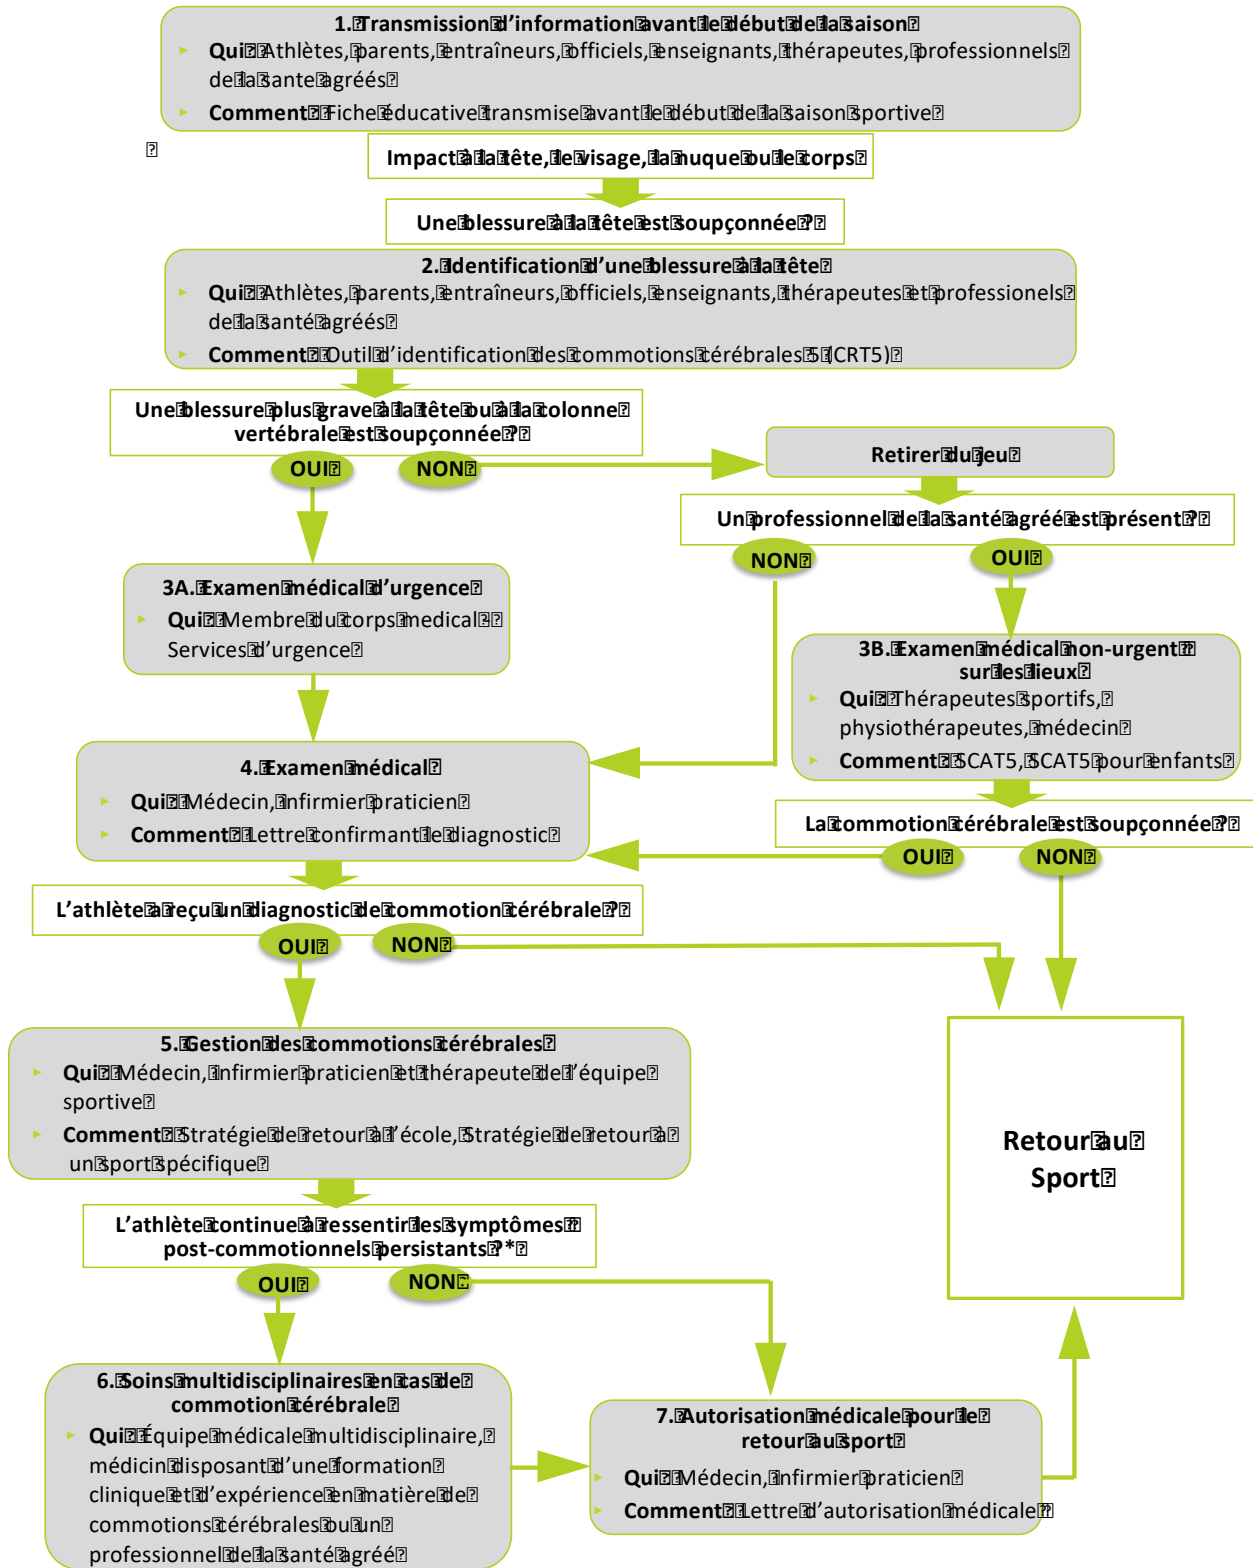 1. Transmission d’information avant le début de la saison
► Qui : Athlètes, parents, entraîneurs, officiels, enseignants, thérapeutes, professionnels
de la sante agréés
► Comment : Fiche éducative transmise avant le début de la saison sportive
Impact à la tête, le visage, la nuque ou le corps
Une blessure à la tête est soupçonnée ?
2. Identification d’une blessure à la tête
► Qui : Athlètes, parents, entraîneurs, officiels, enseignants, thérapeutes et professionels
de la santé agréés
► Comment : Outil d’identification des commotions cérébrales 5 (CRT5)
Une blessure plus grave à la tête ou à la colonne
vertébrale est soupçonnée ?
OUI
NON
Retirer du jeu
Un professionnel de la santé agréé est présent ?
NON
OUI
3A. Examen médical d’urgence
► Qui : Membre du corps medical -
Services d’urgence
3B. Examen médical non-urgent
sur les lieux
► Qui : Thérapeutes sportifs,
physiothérapeutes, médecin
► Comment : SCAT5, SCAT5 pour enfants
4. Examen médical
► Qui : Médecin, infirmier praticien
► Comment : Lettre confirmant le diagnostic
La commotion cérébrale est soupçonnée ?
OUI
NON
L’athlète a reçu un diagnostic de commotion cérébrale ?
OUI
NON
5. Gestion des commotions cérébrales
► Qui : Médecin, infirmier praticien et thérapeute de l’équipe
sportive
► Comment : Stratégie de retour à l’école, Stratégie de retour à
un sport spécifique
Retour au
Sport
L’athlète continue à ressentir les symptômes
post-commotionnels persistants ?*
OUI
NON
6. Soins multidisciplinaires en cas de
commotion cérébrale
► Qui : Équipe médicale multidisciplinaire,
médicin disposant d’une formation
clinique et d’expérience en matière de
commotions cérébrales ou un
professionnel de la santé agréé
7. Autorisation médicale pour le
retour au sport
► Qui : Médecin, infirmier praticien
► Comment : Lettre d’autorisation médicale